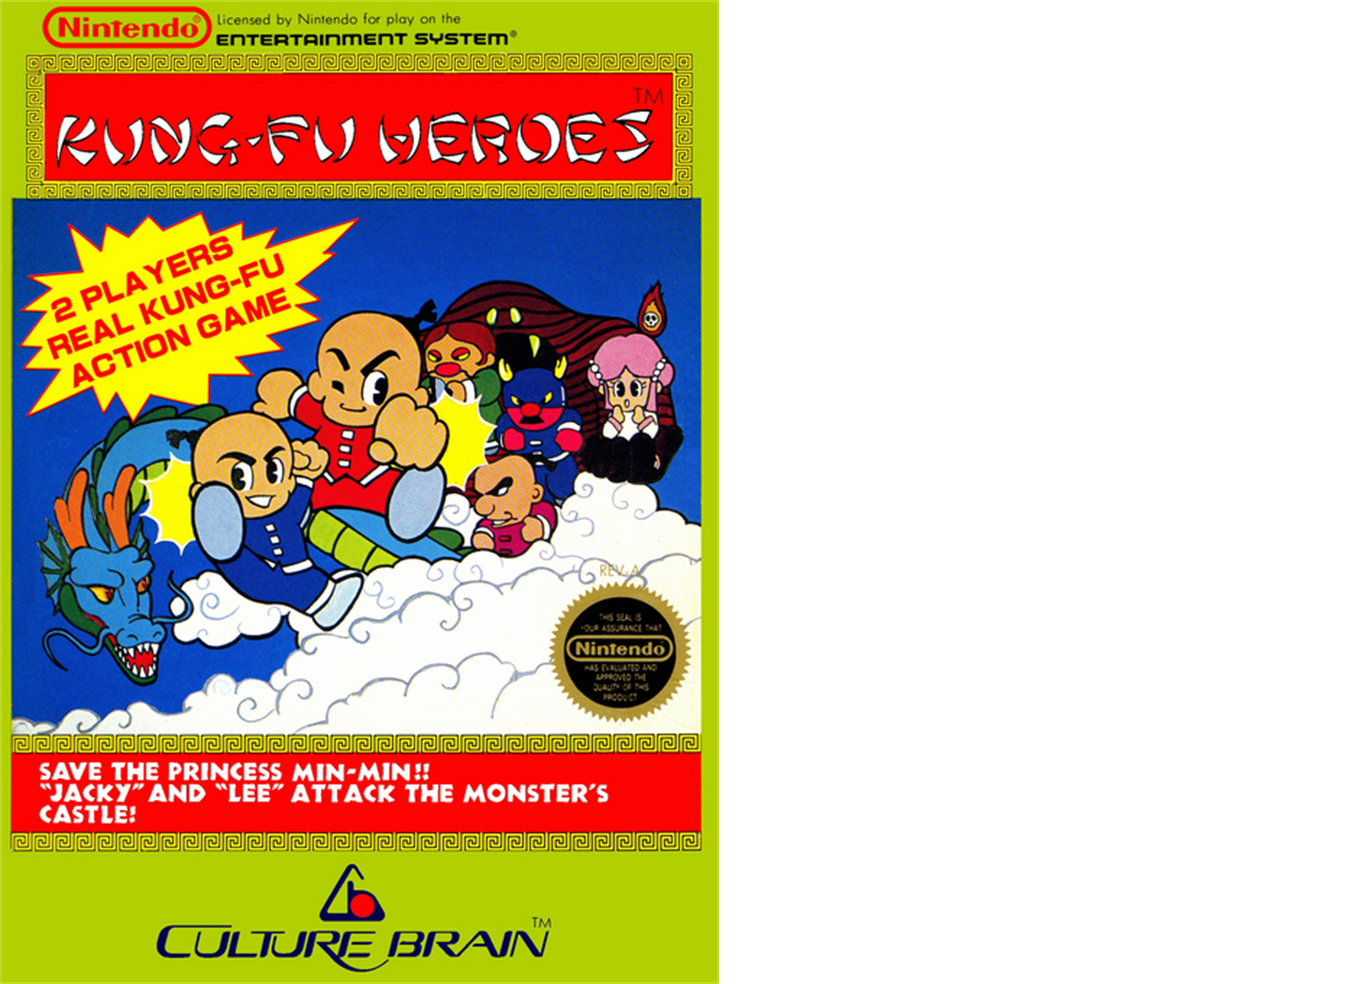 Nintendo®
Licensed by Nintendo for play on the
ENTERTAINMENT SYSTEM®
TM
KUNG-FU HEROES
2 PLAYERS
REAL KUNG-FU
ACTION GAME
REV-A
THIS SEAL IS
YOUR ASSURANCE THAT
Nintendo
HAS EVALUATED AND
APPROVED THE
QUALITY OF THIS
PRODUCT
SAVE THE PRINCESS MIN-MIN!!
"JACKY" AND "LEE" ATTACK THE MONSTER'S
CASTLE!
CULTURE BRAIN™